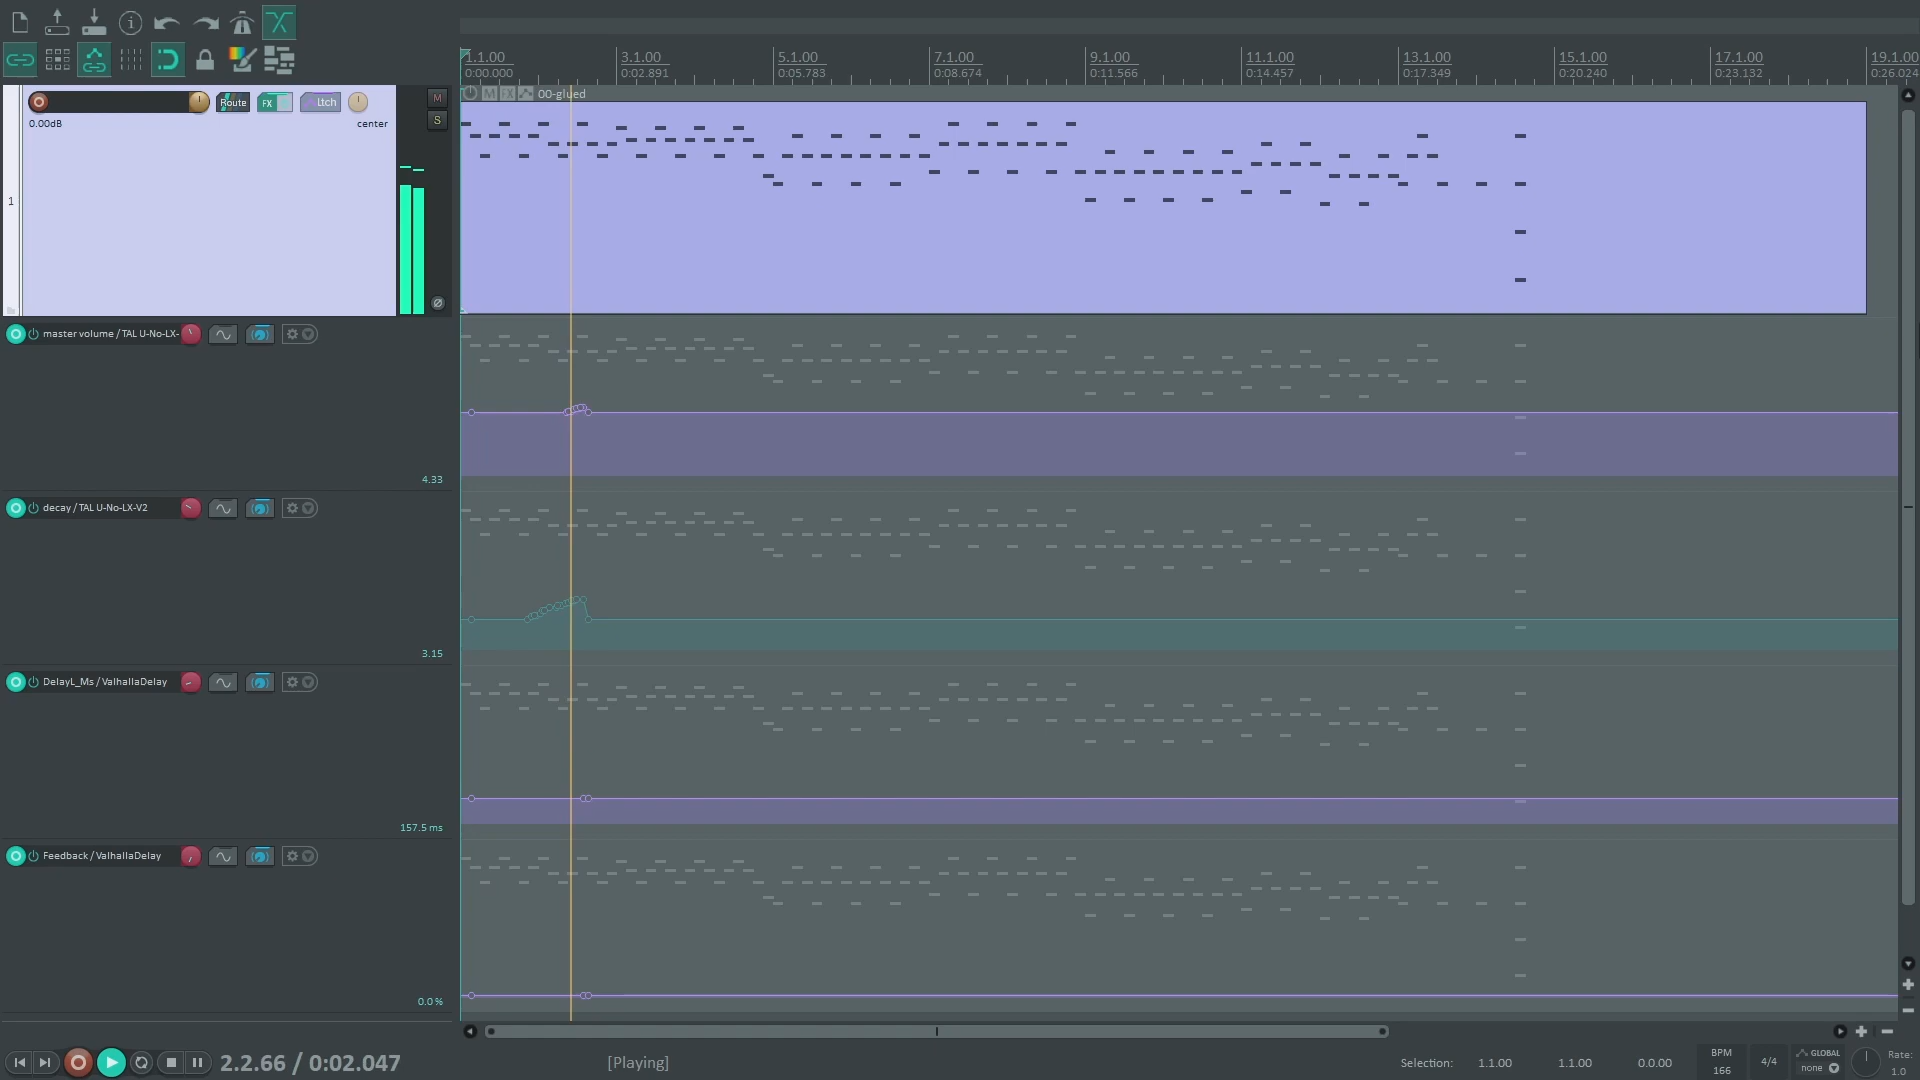 1.1.00 3.1.00 5.1.00 7.1.00 9.1.00 11.1.00 13.1.00 15.1.00 17.1.00 19.1.00
0:00.000 0:02.891 0:05.783 0:08.674 0:11.566 0:14.457 0:17.349 0:20.240 0:23.132 0:26.024
M FX 00-glued
Route FX Ltch M
0.00dB center S
1
master volume / TAL U-No-LX-
4.33
decay / TAL U-No-LX-V2
3.15
DelayL_Ms / ValhallaDelay
157.5 ms
Feedback / ValhallaDelay
0.0 %
2.2.66 / 0:02.047 [Playing] Selection: 1.1.00 1.1.00 0.0.00 BPM 4/4 GLOBAL Rate:
166 none 1.0